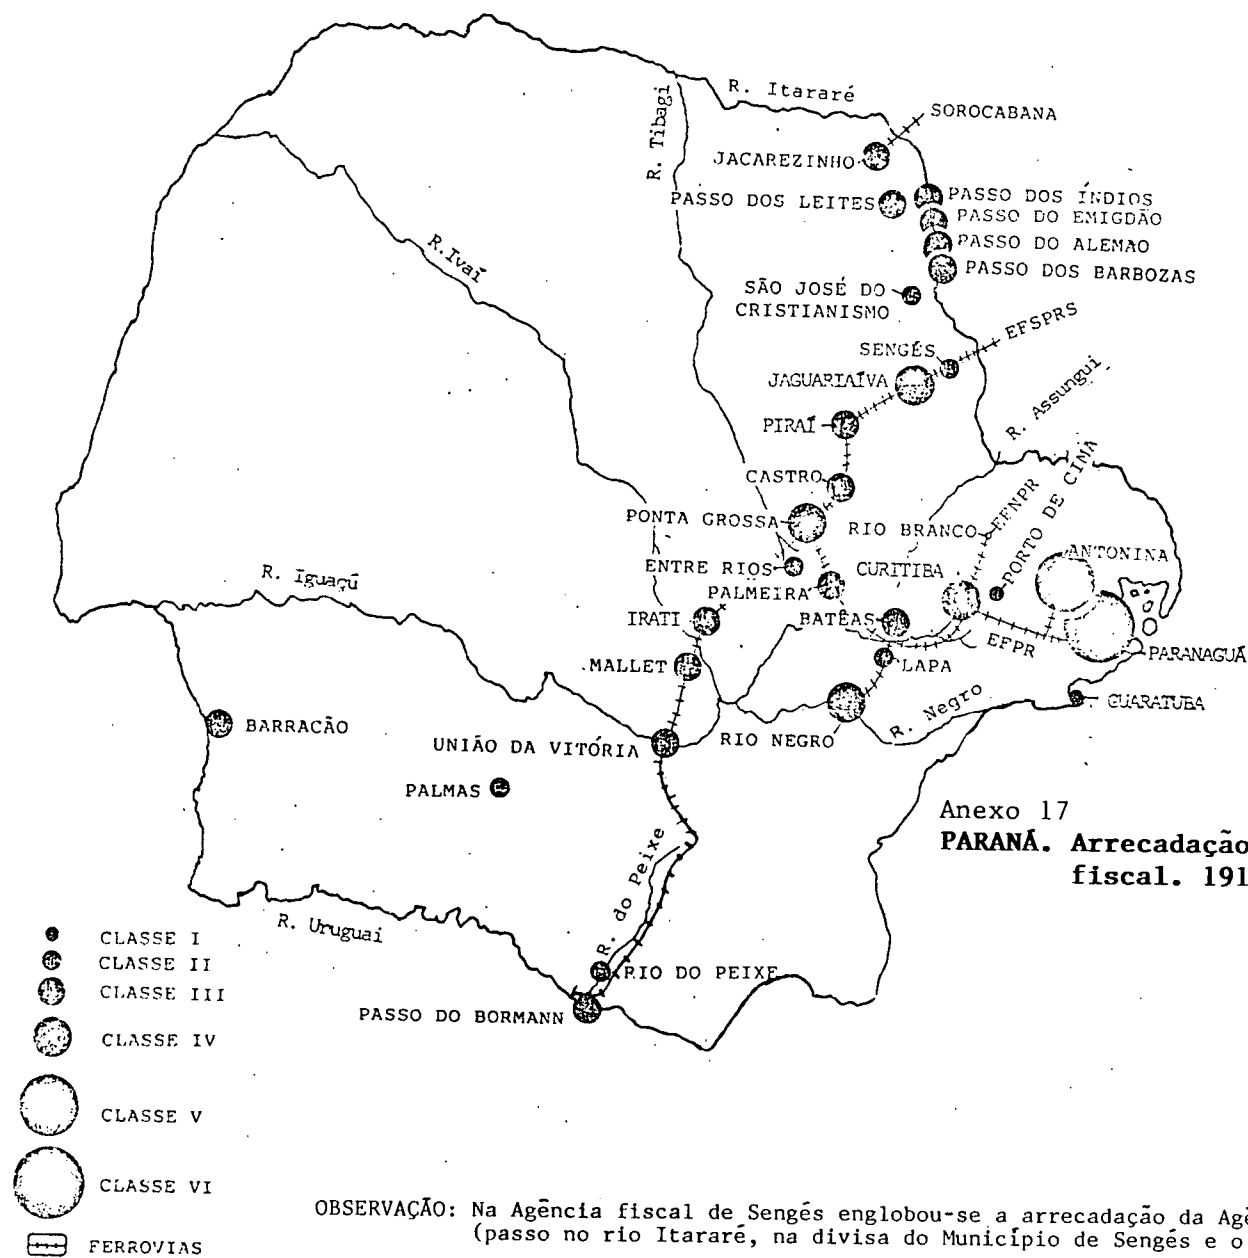 R. Itararé
SOROCABANA
R. Tibagi
JACAREZINHO
PASSO DOS LEITES
PASSO DOS ÍNDIOS
PASSO DO EMIGDÃO
PASSO DO ALEMAO
PASSO DOS BARBOZAS
R.Ivaí
SÃO JOSÉ DO
CRISTIANISMO
EFSPRS
SENGÉS
JAGUARIAÍVA
R. Assungui
PIRAÍ
CASTRO
PONTA GROSSA
RIO BRANCO
EFNPR
PORTO DE CIMA
ANTONINA
ENTRE RIOS
CURITIBA
PALMEIRA
R. Iguaçú
IRATI
BATEAS
EFPR
MALLET
LAPA
PARANAGUÁ
R. Negro
GUARATUBA
BARRACÃO
UNIÃO DA VITÓRIA
RIO NEGRO
PALMAS
Anexo 17
PARANÁ. Arrecadação
fiscal. 191
R. do Peixe
R. Uruguai
RIO DO PEIXE
PASSO DO BORMANN
CLASSE I
CLASSE II
CLASSE III
CLASSE IV
CLASSE V
CLASSE VI
FERROVIAS
OBSERVAÇÃO: Na Agência fiscal de Sengés englobou-se a arrecadação da Agê
(passo no rio Itararé, na divisa do Município de Sengés e o